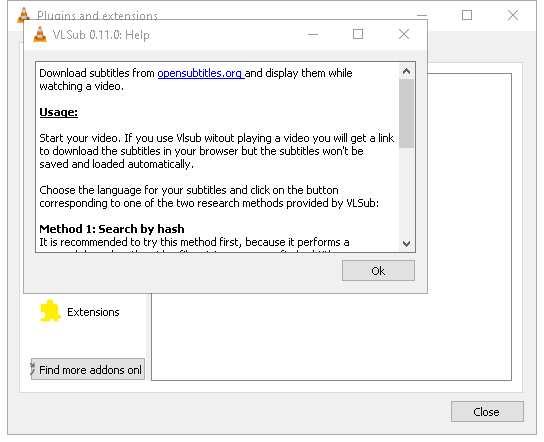 Plugins and extensions
VLSub 0.11.0: Help
Download subtitles from opensubtitles.org and display them while
watching a video.
Usage:
Start your video. If you use Vlsub witout playing a video you will get a link
to download the subtitles in your browser but the subtitles won't be
saved and loaded automatically.
Choose the language for your subtitles and click on the button
corresponding to one of the two research methods provided by VLSub:
Method 1: Search by hash
It is recommended to try this method first, because it performs a
Ok
Extensions
Find more addons onl
Close